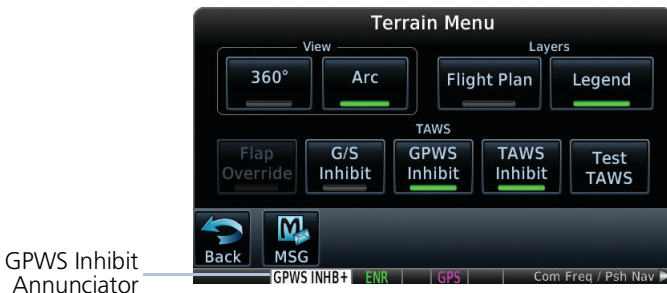 Terrain Menu
View
Layers
360°
Arc
Flight Plan
Legend
TAWS
Flap
Override
G/S
Inhibit
GPWS
Inhibit
TAWS
Inhibit
Test
TAWS
Back
MSG
GPWS Inhibit
Annunciator
GPWS INHB+ ENR GPS Com Freq / Psh Nav